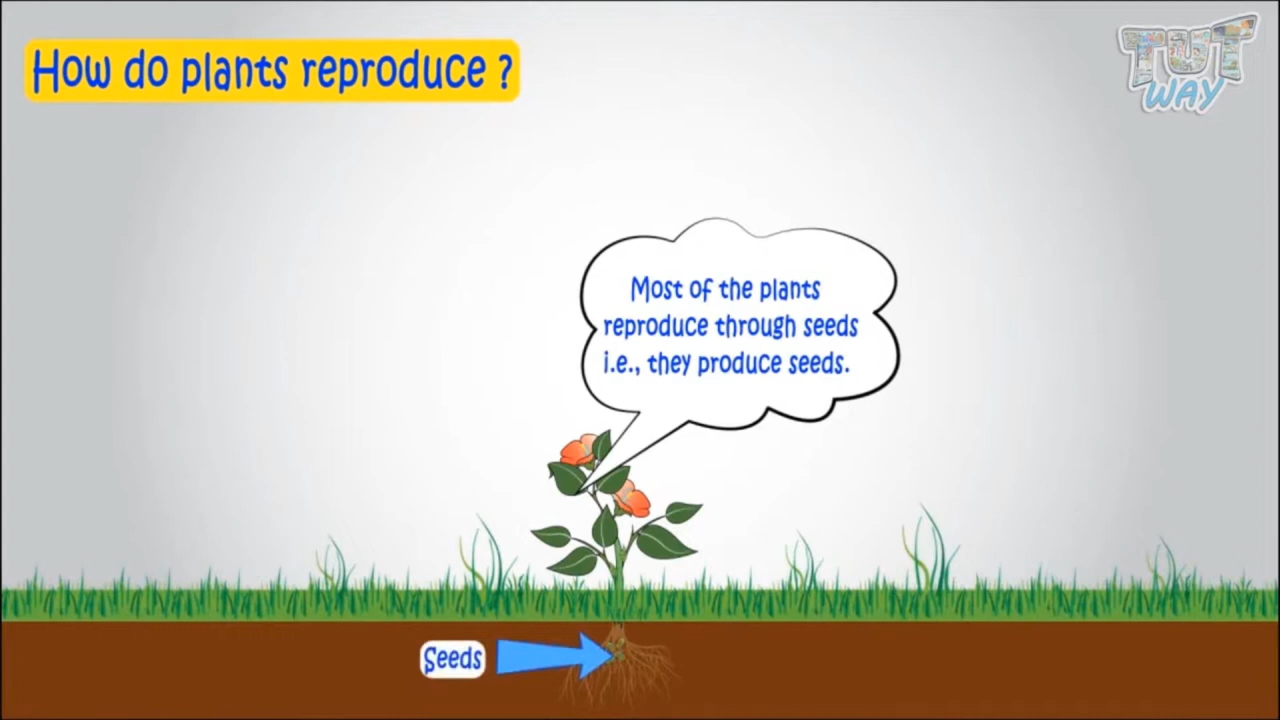 How do plants reproduce ?
TUT
WAY
Most of the plants
reproduce through seeds
i.e., they produce seeds.
Seeds